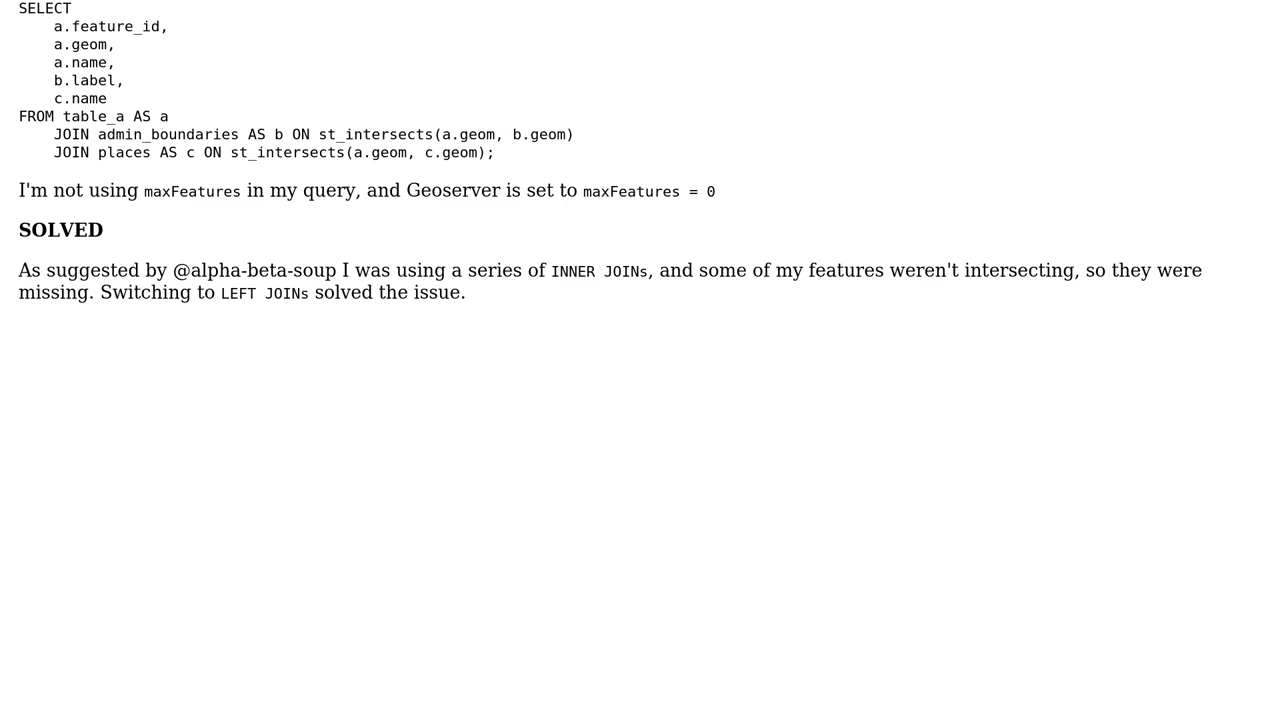 SELECT
    a.feature_id,
    a.geom,
    a.name,
    b.label,
    c.name
FROM table_a AS a
    JOIN admin_boundaries AS b ON st_intersects(a.geom, b.geom)
    JOIN places AS c ON st_intersects(a.geom, c.geom);
I'm not using maxFeatures in my query, and Geoserver is set to maxFeatures = 0
SOLVED
As suggested by @alpha-beta-soup I was using a series of INNER JOINs, and some of my features weren't intersecting, so they were
missing. Switching to LEFT JOINs solved the issue.